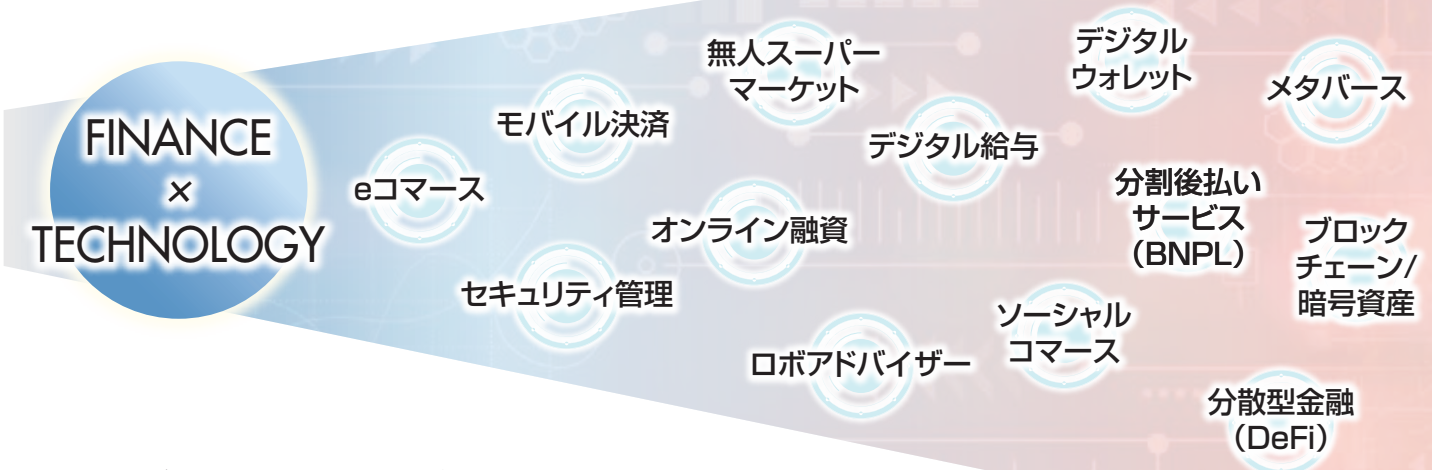 FINANCE
×
TECHNOLOGY
eコマース
モバイル決済
セキュリティ管理
無人スーパー
マーケット
オンライン融資
ロボアドバイザー
デジタル給与
ソーシャル
コマース
デジタル
ウォレット
分割後払い
サービス
(BNPL)
メタバース
ブロック
チェーン/
暗号資産
分散型金融
(DeFi)